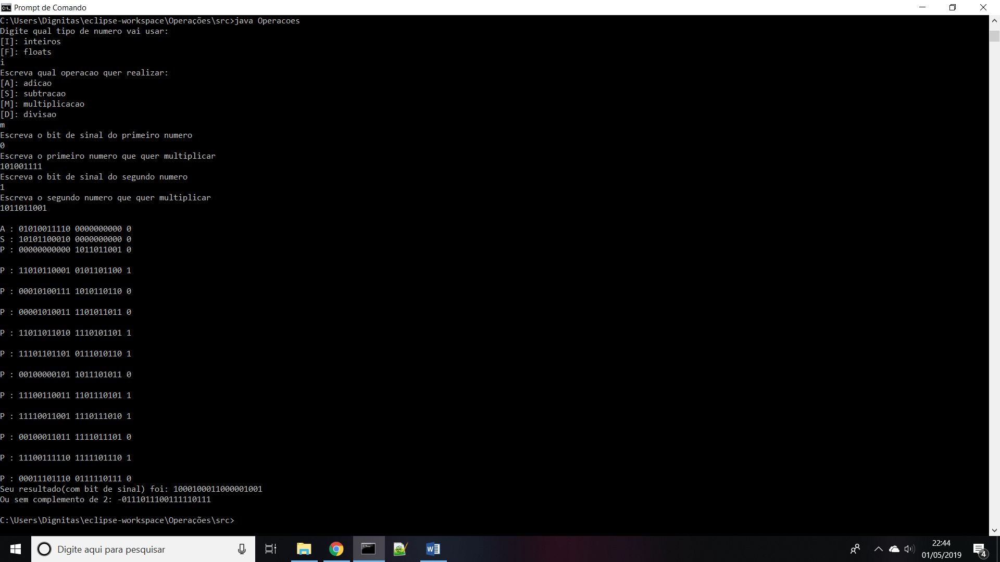 Prompt de Comando
C:\Users\Dignitas\eclipse-workspace\Operações\src>java Operacoes
Digite qual tipo de numero vai usar:
[I]: inteiros
[F]: floats
i
Escreva qual operacao quer realizar:
[A]: adicao
[S]: subtracao
[M]: multiplicacao
[D]: divisao
m
Escreva o bit de sinal do primeiro numero
0
Escreva o primeiro numero que quer multiplicar
101001111
Escreva o bit de sinal do segundo numero
1
Escreva o segundo numero que quer multiplicar
1011011001
A : 01010011110 0000000000 0
S : 10101100010 0000000000 0
P : 00000000000 1011011001 0
P : 11010110001 0101101100 1
P : 00010100111 1010110110 0
P : 00001010011 1101011011 0
P : 11011011010 1110101101 1
P : 11101101101 0111010110 1
P : 00100000101 1011101011 0
P : 11100110011 1101110101 1
P : 11110011001 1110111010 1
P : 00100011011 1111011101 0
P : 11100111110 1111101110 1
P : 00011101110 0111110111 0
Seu resultado(com bit de sinal) foi: 1000100011000001001
Ou sem complemento de 2: -0111011100111110111
C:\Users\Dignitas\eclipse-workspace\Operações\src>
Digite aqui para pesquisar
22:44
01/05/2019
4